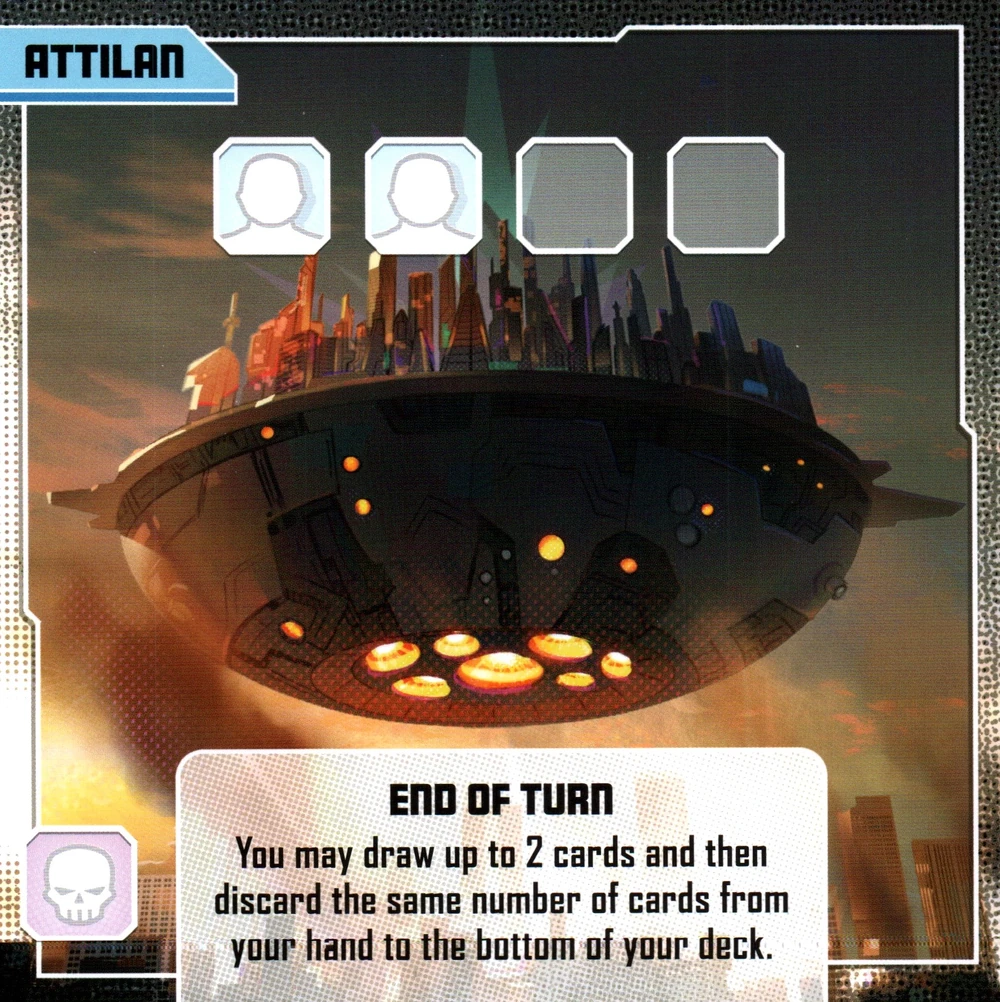 ATTILAN
END OF TURN
You may draw up to 2 cards and then
discard the same number of cards from
your hand to the bottom of your deck.